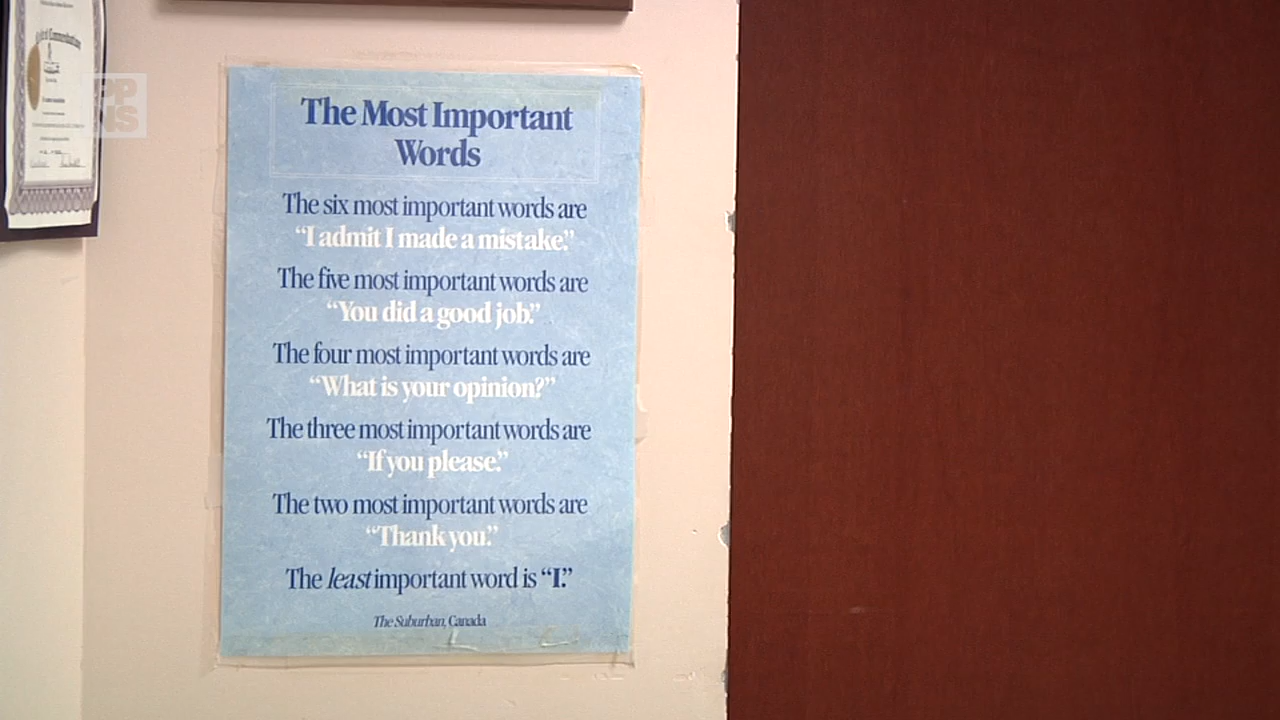 PP
NS
The Most Important
Words
The six most important words are
“I admit I made a mistake.”
The five most important words are
“You did a good job.”
The four most important words are
“What is your opinion?”
The three most important words are
“If you please.”
The two most important words are
“Thank you.”
The least important word is “I.”
The Suburban, Canada